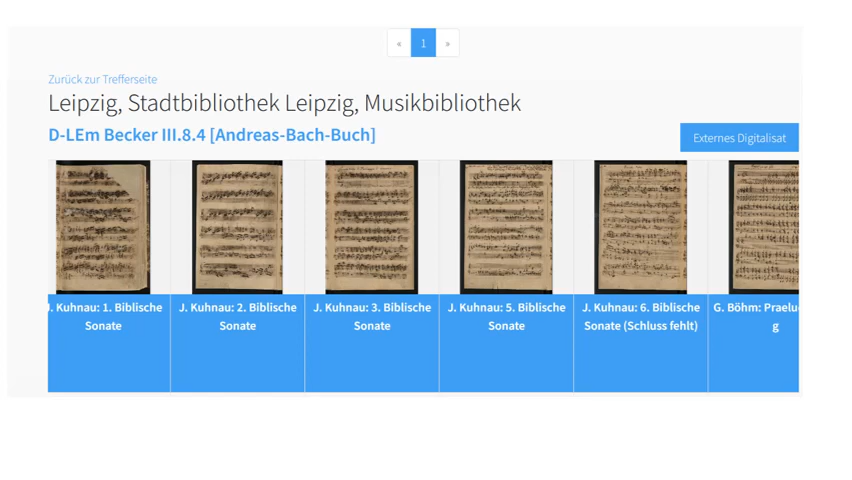 « 1 »
Zurück zur Trefferseite
Leipzig, Stadtbibliothek Leipzig, Musikbibliothek
D-LEm Becker III.8.4 [Andreas-Bach-Buch]
Externes Digitalisat
J. Kuhnau: 1. Biblische
Sonate
J. Kuhnau: 2. Biblische
Sonate
J. Kuhnau: 3. Biblische
Sonate
J. Kuhnau: 5. Biblische
Sonate
J. Kuhnau: 6. Biblische
Sonate (Schluss fehlt)
G. Böhm: Praelu
g